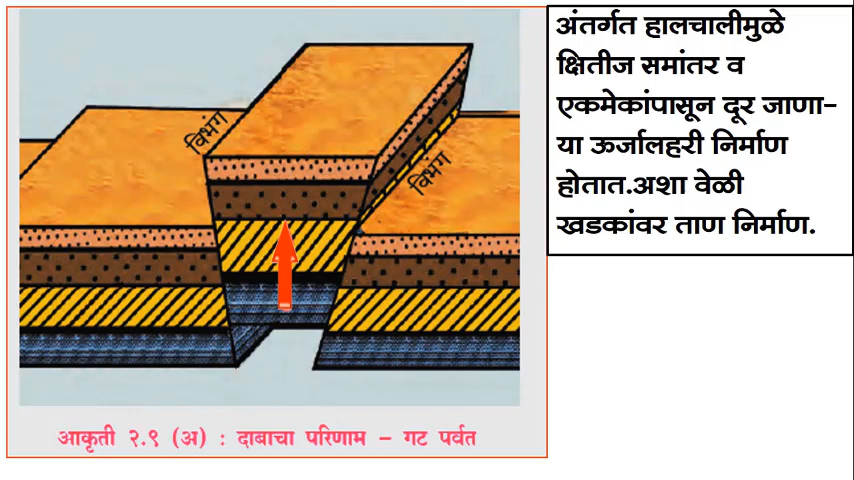 अंतर्गत हालचालीमुळे
क्षितीज समांतर व
एकमेकांपासून दूर जाणा-
या ऊर्जालहरी निर्माण
होतात.अशा वेळी
खडकांवर ताण निर्माण.
विभंग
विभंग
आकृती २.९ (अ) : दाबाचा परिणाम - गट पर्वत